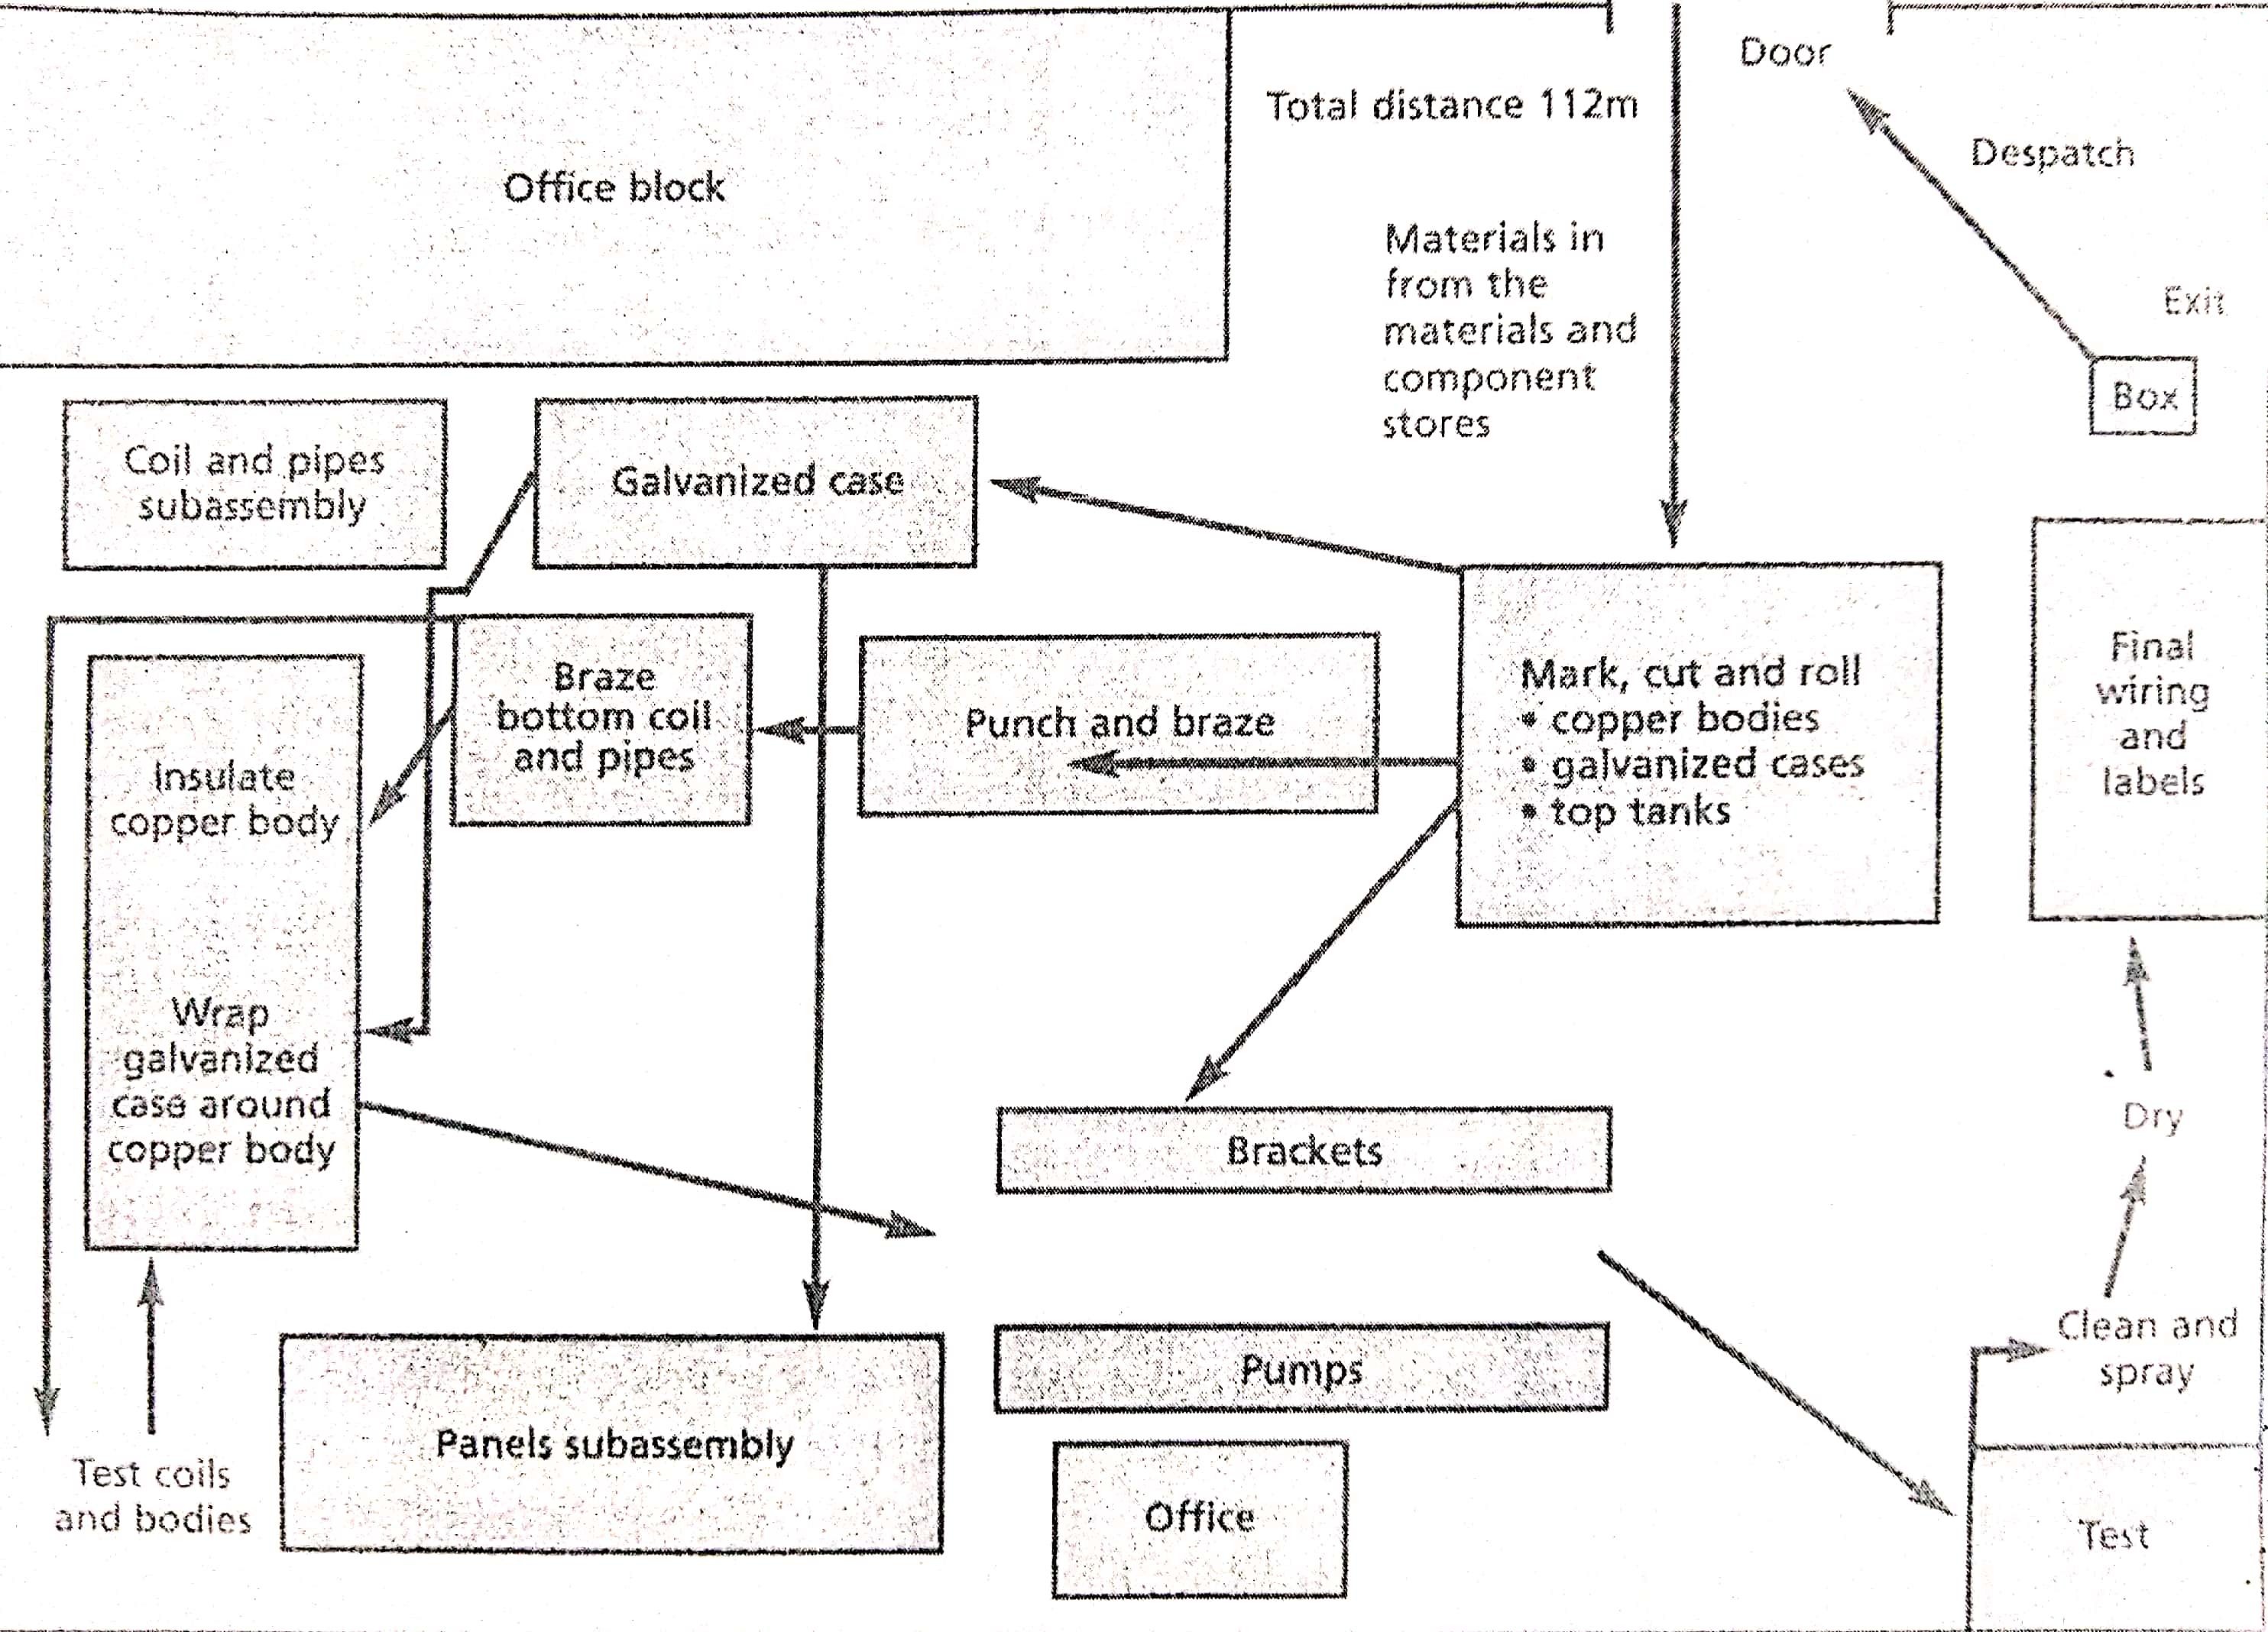 Door
Total distance 112m
Despatch
Office block
Materials in
from the
materials and
component
stores
Exit
Box
Coil and pipes
subassembly
Galvanized case
Mark, cut and roll
• copper bodies
• galvanized cases
• top tanks
Final
wiring
and
labels
Braze
bottom coil
and pipes
Punch and braze
Insulate
copper body
Wrap
galvanized
case around
copper body
Brackets
Dry
Pumps
Clean and
spray
Panels subassembly
Test coils
and bodies
Office
Test